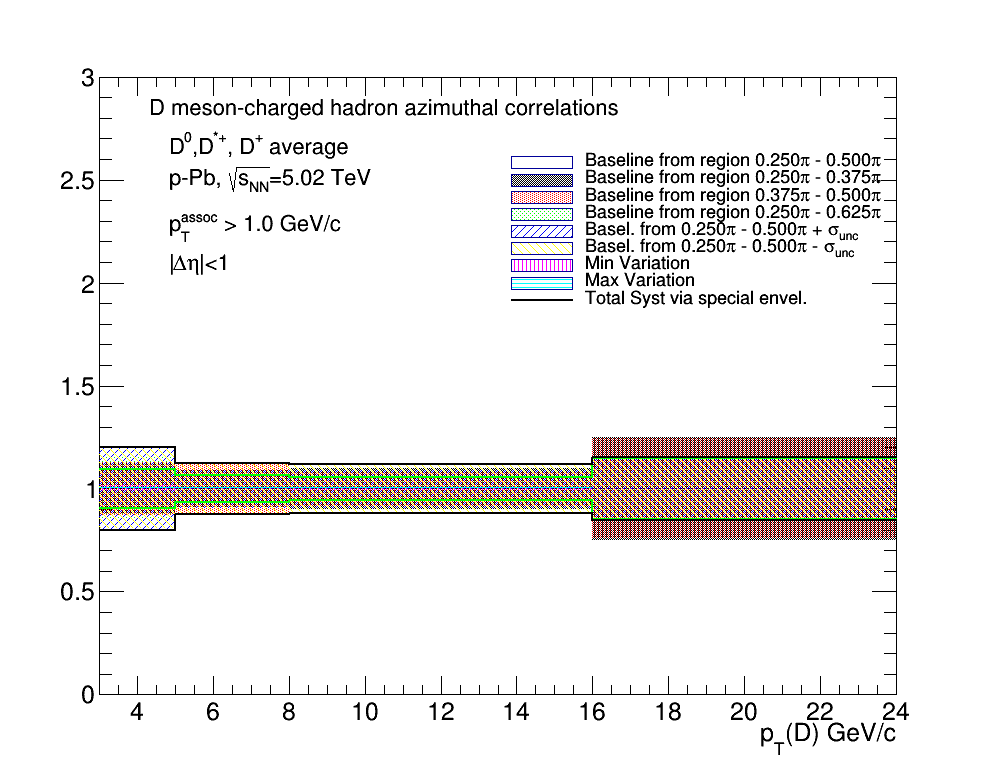 D meson-charged hadron azimuthal correlations
D⁰,D*⁺, D⁺ average
p-Pb, √sNN=5.02 TeV
pTassoc > 1.0 GeV/c
|Δη|<1
Baseline from region 0.250π - 0.500π
Baseline from region 0.250π - 0.375π
Baseline from region 0.375π - 0.500π
Baseline from region 0.250π - 0.625π
Basel. from 0.250π - 0.500π + σunc
Basel. from 0.250π - 0.500π - σunc
Min Variation
Max Variation
Total Syst via special envel.
3
2.5
2
1.5
1
0.5
0
4 6 8 10 12 14 16 18 20 22 24
pT(D) GeV/c